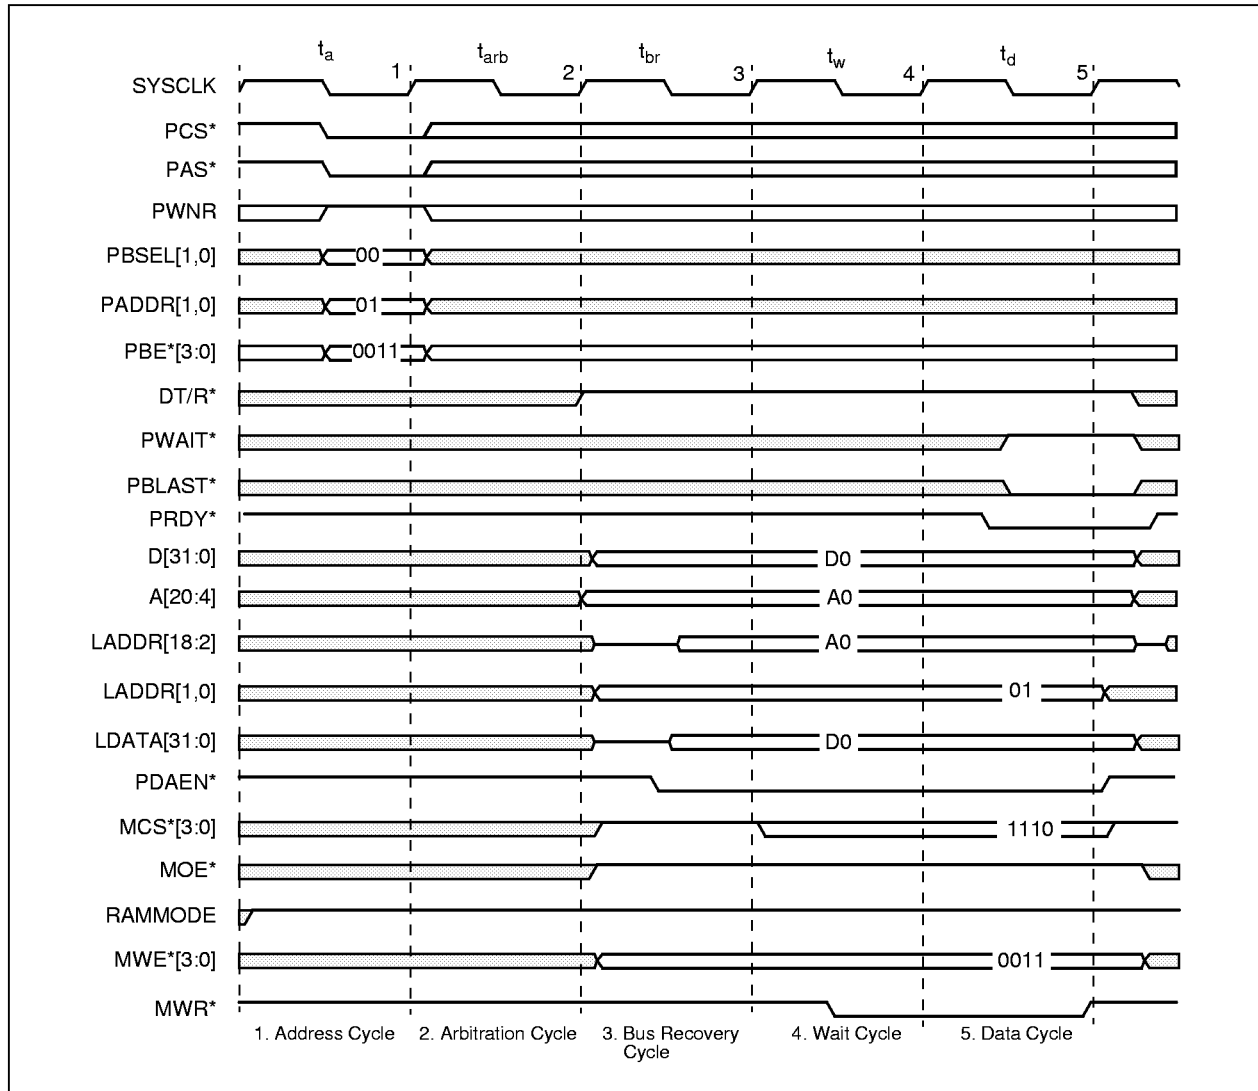 ta tarb tbr tw td
SYSCLK 1 2 3 4 5
PCS*
PAS*
PWNR
PBSEL[1,0] 00
PADDR[1,0] 01
PBE*[3:0] 0011
DT/R*
PWAIT*
PBLAST*
PRDY*
D[31:0] D0
A[20:4] A0
LADDR[18:2] A0
LADDR[1,0] 01
LDATA[31:0] D0
PDAEN*
MCS*[3:0] 1110
MOE*
RAMMODE
MWE*[3:0] 0011
MWR*
1. Address Cycle 2. Arbitration Cycle 3. Bus Recovery 4. Wait Cycle 5. Data Cycle
Cycle